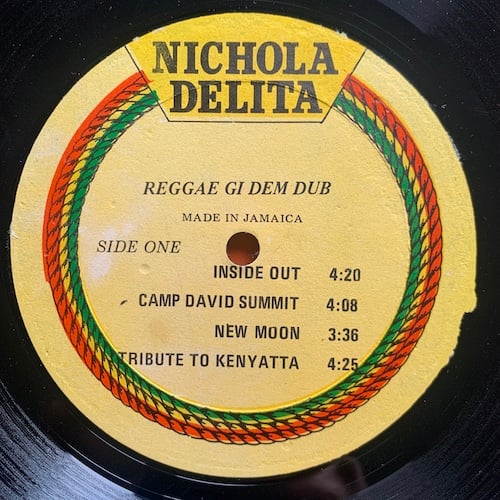 NICHOLA
DELITA
REGGAE GI DEM DUB
MADE IN JAMAICA
SIDE ONE
INSIDE OUT 4:20
CAMP DAVID SUMMIT 4:08
NEW MOON 3:36
TRIBUTE TO KENYATTA 4:25